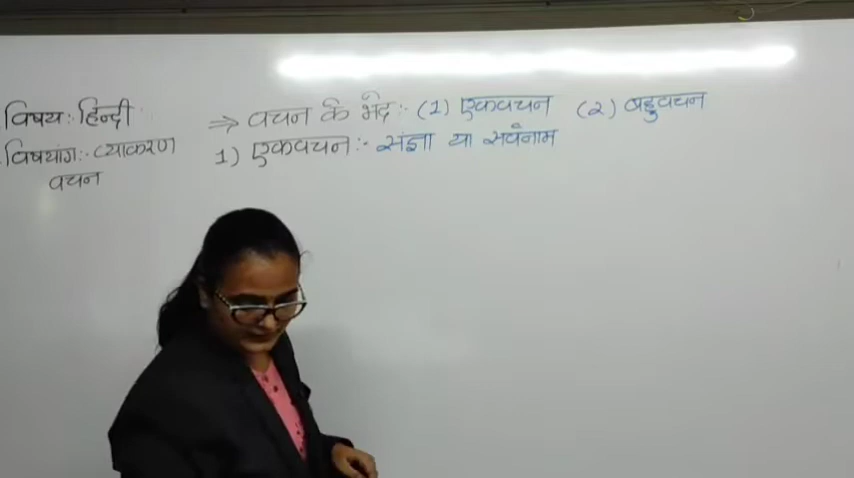 विषय :- हिन्दी
विषयांग :- व्याकरण
वचन
⇒ वचन के भेद :- (1) एकवचन (2) बहुवचन
1) एकवचन :- संज्ञा या सर्वनाम